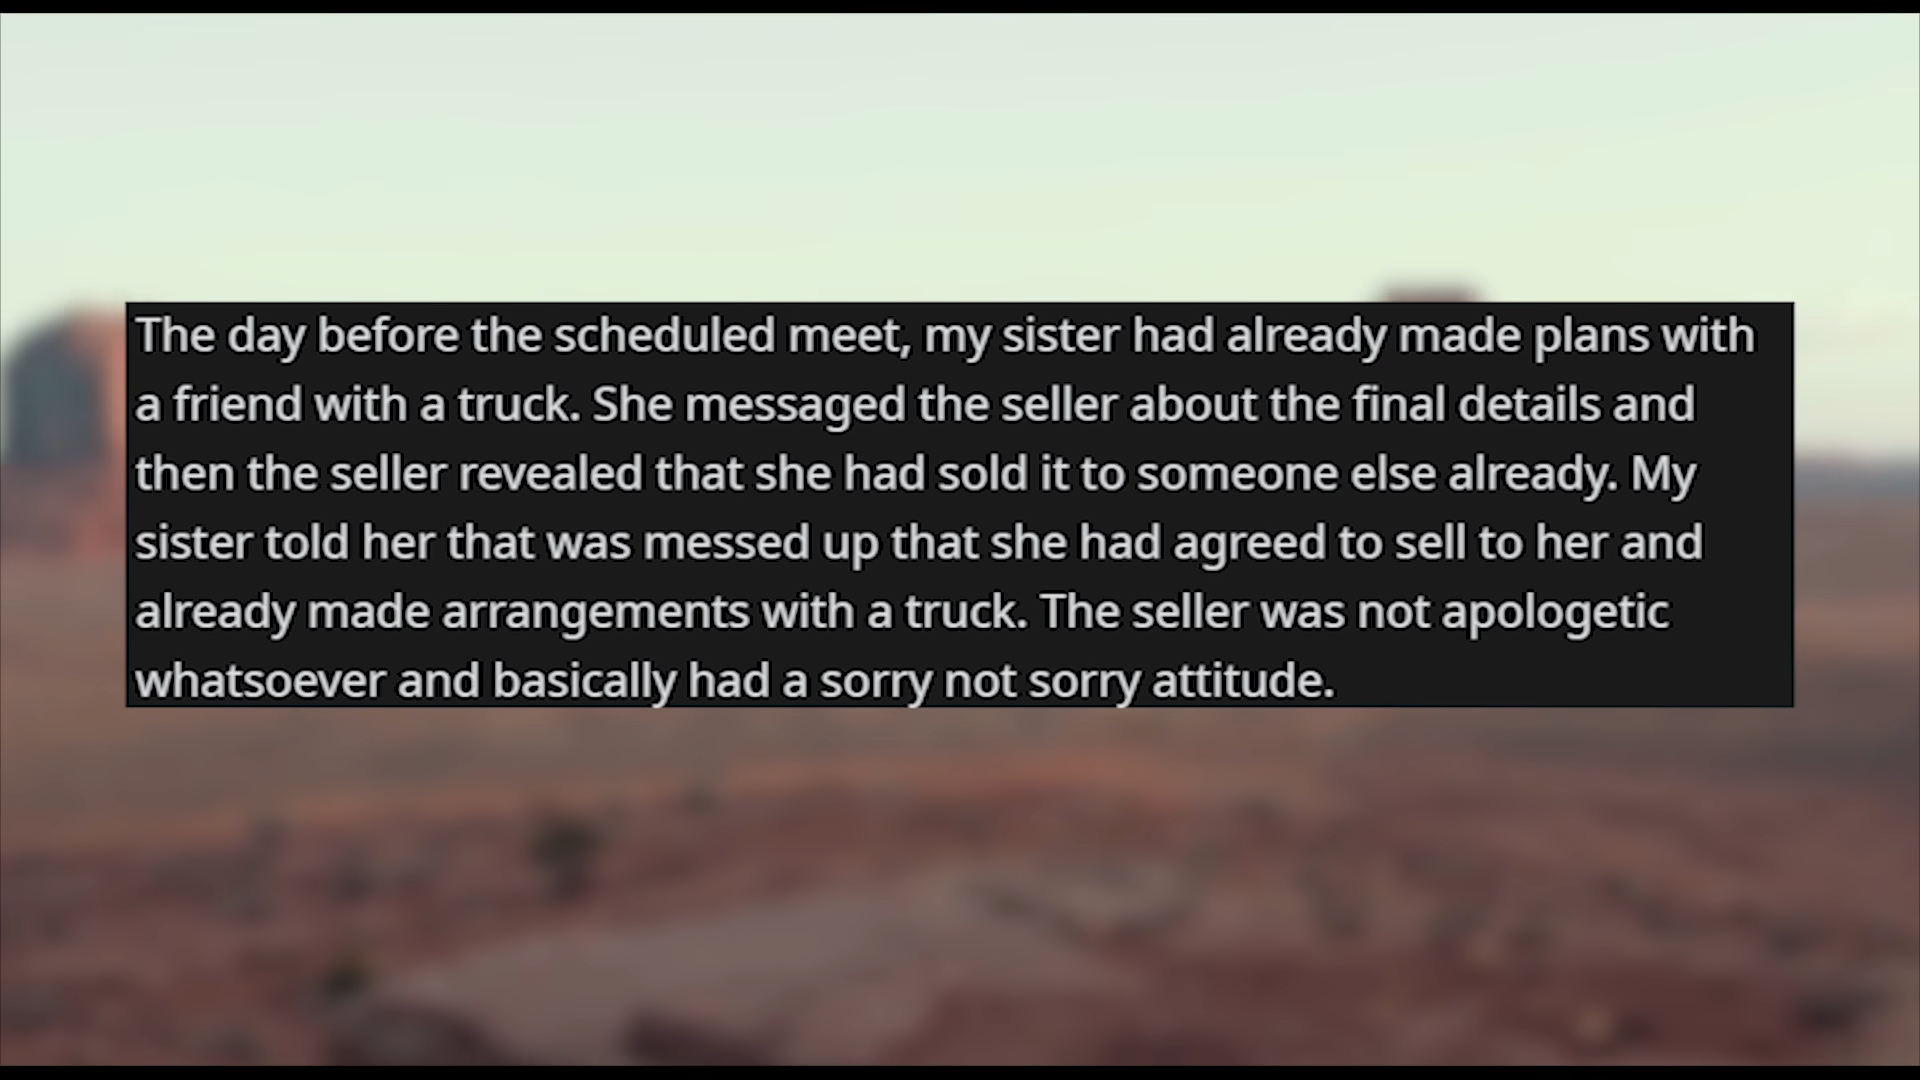 The day before the scheduled meet, my sister had already made plans with
a friend with a truck. She messaged the seller about the final details and
then the seller revealed that she had sold it to someone else already. My
sister told her that was messed up that she had agreed to sell to her and
already made arrangements with a truck. The seller was not apologetic
whatsoever and basically had a sorry not sorry attitude.